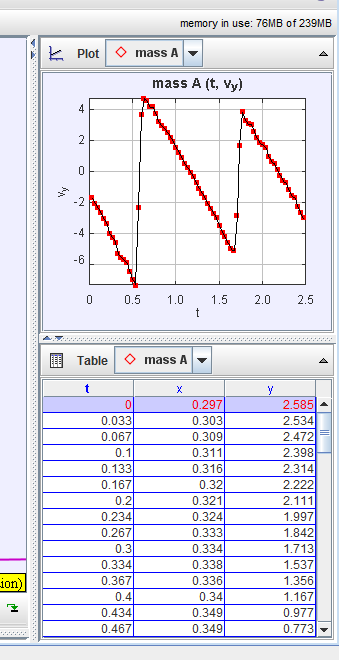 memory in use: 76MB of 239MB
Plot mass A
mass A (t, vy)
4
2
0
-2
-4
-6
vy
0 0.5 1.0 1.5 2.0 2.5
t
Table mass A
t x y
0 0.297 2.585
0.033 0.303 2.534
0.067 0.309 2.472
0.1 0.311 2.398
0.133 0.316 2.314
0.167 0.32 2.222
0.2 0.321 2.111
0.234 0.324 1.997
0.267 0.333 1.842
0.3 0.334 1.713
0.334 0.338 1.537
0.367 0.336 1.356
0.4 0.34 1.167
0.434 0.349 0.977
0.467 0.349 0.773
ion)